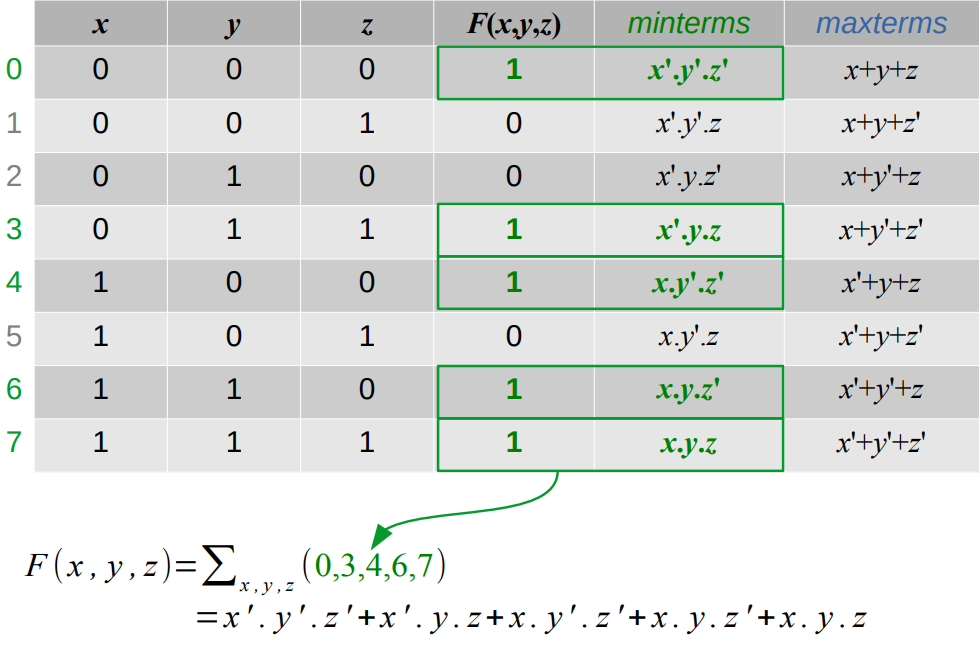 x y z F(x,y,z) minterms maxterms
0 0 0 0 1 x'.y'.z' x+y+z
1 0 0 1 0 x'.y'.z x+y+z'
2 0 1 0 0 x'.y.z' x+y'+z
3 0 1 1 1 x'.y.z x+y'+z'
4 1 0 0 1 x.y'.z' x'+y+z
5 1 0 1 0 x.y'.z x'+y+z'
6 1 1 0 1 x.y.z' x'+y'+z
7 1 1 1 1 x.y.z x'+y'+z'
F(x,y,z)=∑x,y,z(0,3,4,6,7)
=x'.y'.z'+x'.y.z+x.y'.z'+x.y.z'+x.y.z